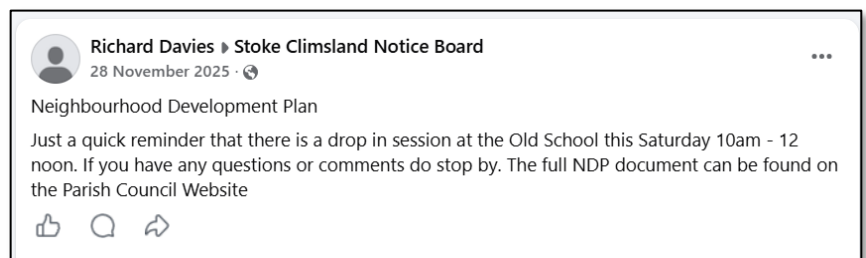 Richard Davies Stoke Climsland Notice Board
28 November 2025 ·
Neighbourhood Development Plan
Just a quick reminder that there is a drop in session at the Old School this Saturday 10am - 12
noon. If you have any questions or comments do stop by. The full NDP document can be found on
the Parish Council Website